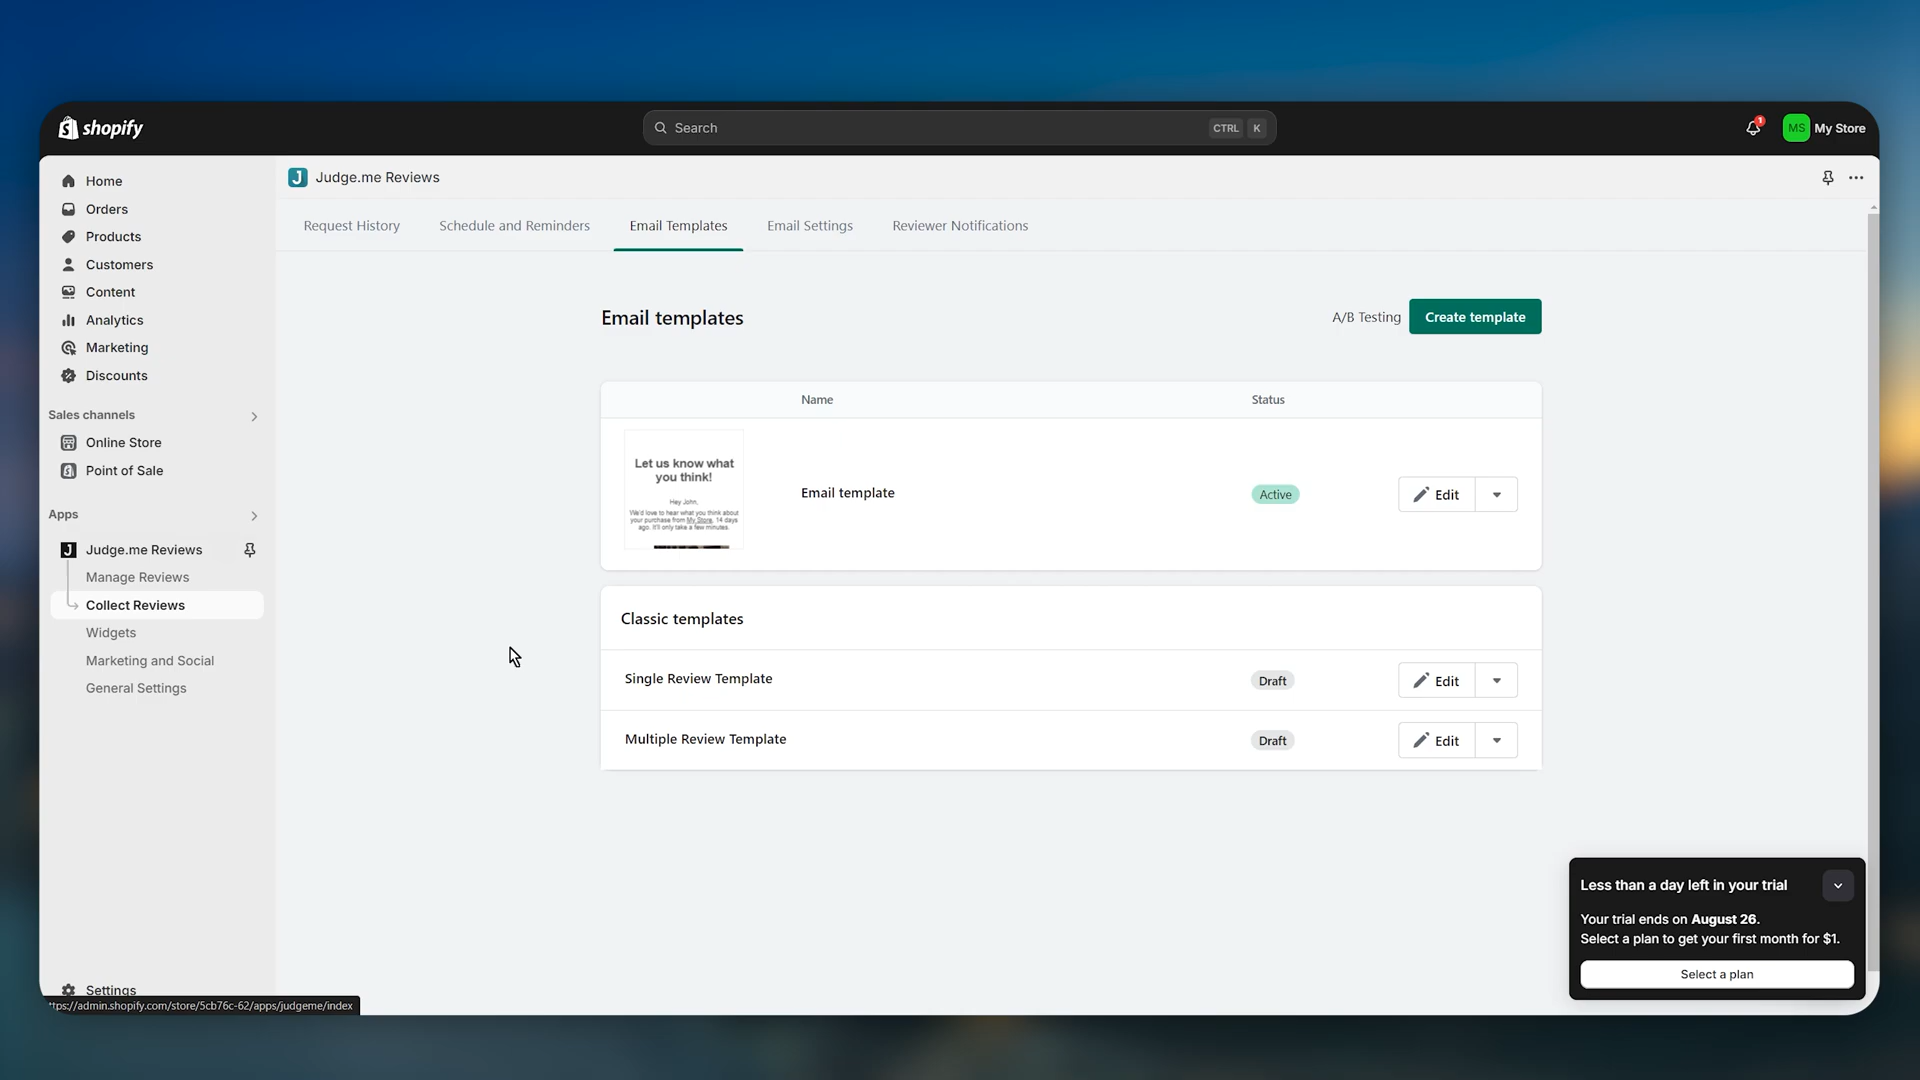 shopify
Search
CTRL K
1
MS My Store
Home
Orders
Products
Customers
Content
Analytics
Marketing
Discounts
Sales channels
Online Store
Point of Sale
Apps
J Judge.me Reviews
Manage Reviews
Collect Reviews
Widgets
Marketing and Social
General Settings
Settings
ttps://admin.shopify.com/store/5cb76c-62/apps/judgeme/index
J Judge.me Reviews
Request History
Schedule and Reminders
Email Templates
Email Settings
Reviewer Notifications
Email templates
A/B Testing
Create template
Name
Status
Let us know what
you think!
Hey John,
We'd love to hear what you think about
your purchase from My Store, 14 days
ago. It'll only take a few minutes.
Email template
Active
Edit
Classic templates
Single Review Template
Draft
Edit
Multiple Review Template
Draft
Edit
Less than a day left in your trial
Your trial ends on August 26.
Select a plan to get your first month for $1.
Select a plan